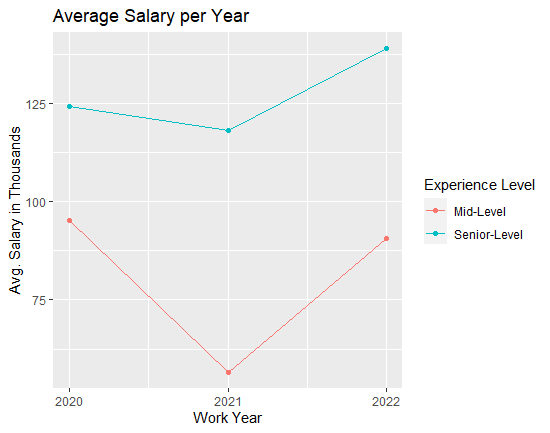 Average Salary per Year
Avg. Salary in Thousands
125
100
75
2020
2021
2022
Work Year
Experience Level
Mid-Level
Senior-Level